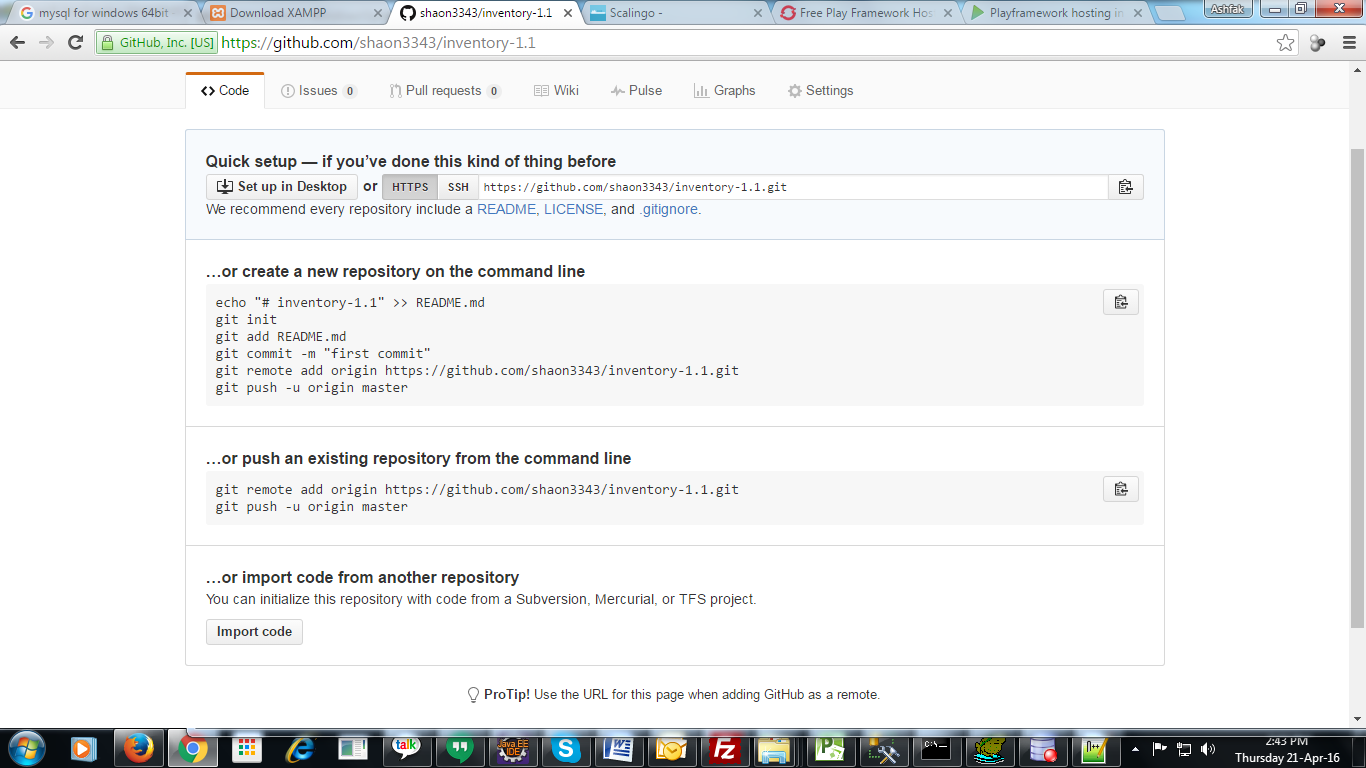 mysql for windows 64bit
Download XAMPP
shaon3343/inventory-1.1
Scalingo -
Free Play Framework Hos
Playframework hosting in
Ashfak
GitHub, Inc. [US] https://github.com/shaon3343/inventory-1.1
Code
Issues 0
Pull requests 0
Wiki
Pulse
Graphs
Settings
Quick setup — if you've done this kind of thing before
Set up in Desktop or HTTPS SSH https://github.com/shaon3343/inventory-1.1.git
We recommend every repository include a README, LICENSE, and .gitignore.
…or create a new repository on the command line
echo "# inventory-1.1" >> README.md
git init
git add README.md
git commit -m "first commit"
git remote add origin https://github.com/shaon3343/inventory-1.1.git
git push -u origin master
…or push an existing repository from the command line
git remote add origin https://github.com/shaon3343/inventory-1.1.git
git push -u origin master
…or import code from another repository
You can initialize this repository with code from a Subversion, Mercurial, or TFS project.
Import code
ProTip! Use the URL for this page when adding GitHub as a remote.
talk
Java EE
IDE
2:43 PM
Thursday 21-Apr-16